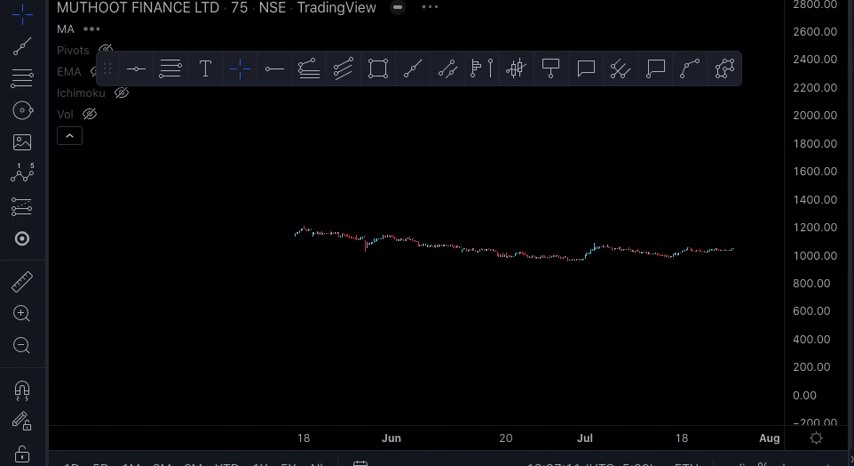 MUTHOOT FINANCE LTD · 75 · NSE · TradingView
MA
Pivots
EMA
Ichimoku
Vol
T
1 5
2800.00
2600.00
2400.00
2200.00
2000.00
1800.00
1600.00
1400.00
1200.00
1000.00
800.00
600.00
400.00
200.00
0.00
-200.00
18 Jun 20 Jul 18 Aug